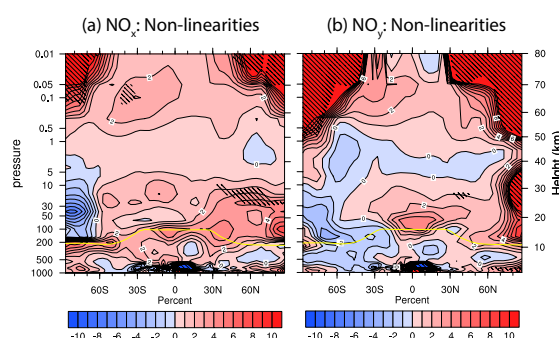 (a) NOx: Non-linearities
(b) NOy: Non-linearities
0.01
0.05
0.1
0.5
1
5
10
30
50
100
200
500
1000
pressure
80
70
60
50
40
30
20
10
Height (km)
60S 30S 0 30N 60N
60S 30S 0 30N 60N
Percent
Percent
-10 -8 -6 -4 -2 0 2 4 6 8 10
-10 -8 -6 -4 -2 0 2 4 6 8 10